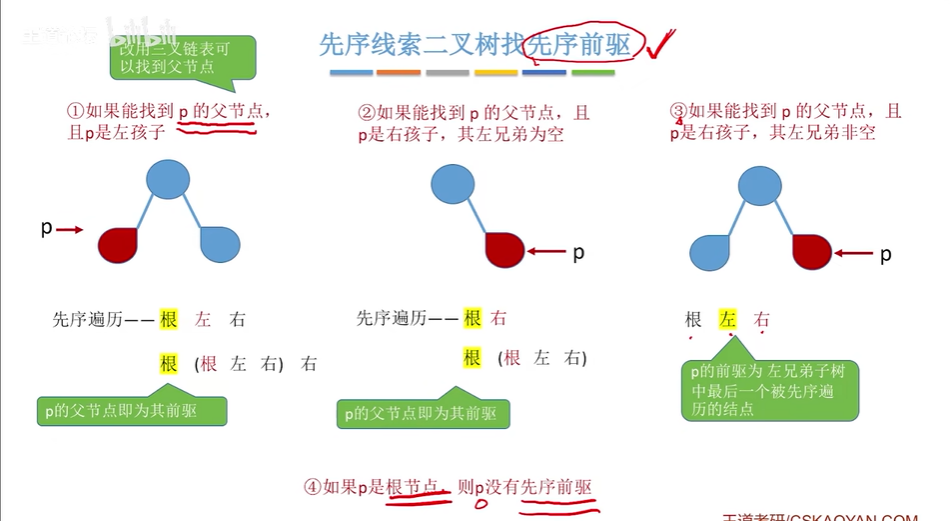 bilibili
先序线索二叉树找先序前驱
改用三叉链表可
以找到父节点
①如果能找到 p 的父节点，
且p是左孩子
②如果能找到 p 的父节点，且
p是右孩子，其左兄弟为空
③如果能找到 p 的父节点，且
p是右孩子，其左兄弟非空
p
p
p
先序遍历——根 左 右
根 (根 左 右) 右
p的父节点即为其前驱
先序遍历——根 右
根 (根 左 右)
p的父节点即为其前驱
根 左 右
p的前驱为 左兄弟子树
中最后一个被先序遍
历的结点
④如果p是根节点，则p没有先序前驱
王道考研/CSKAOYAN.COM